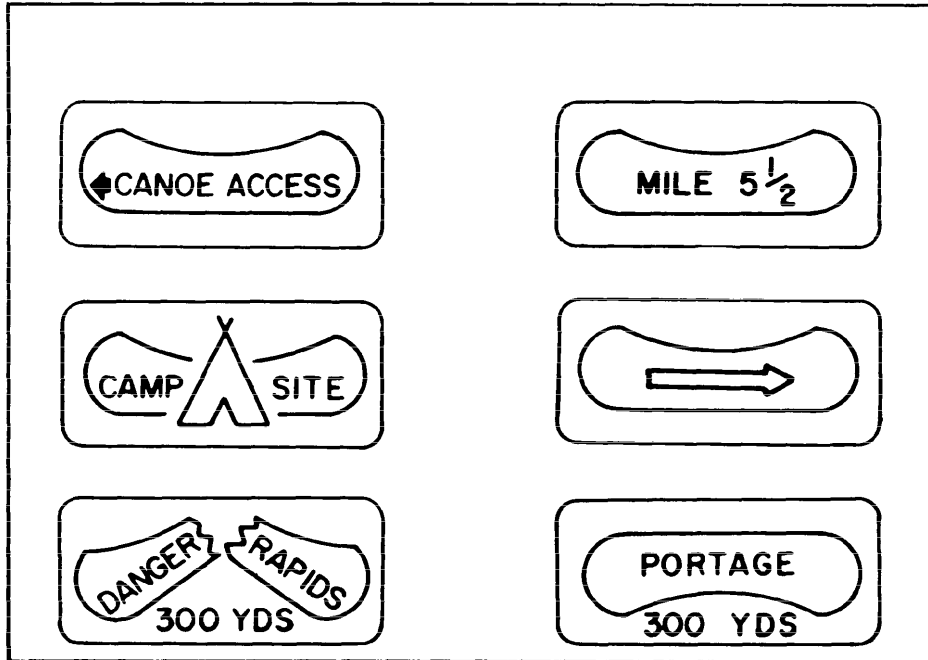 CANOE ACCESS
MILE 5 1/2
CAMP SITE
DANGER RAPIDS
300 YDS
PORTAGE
300 YDS